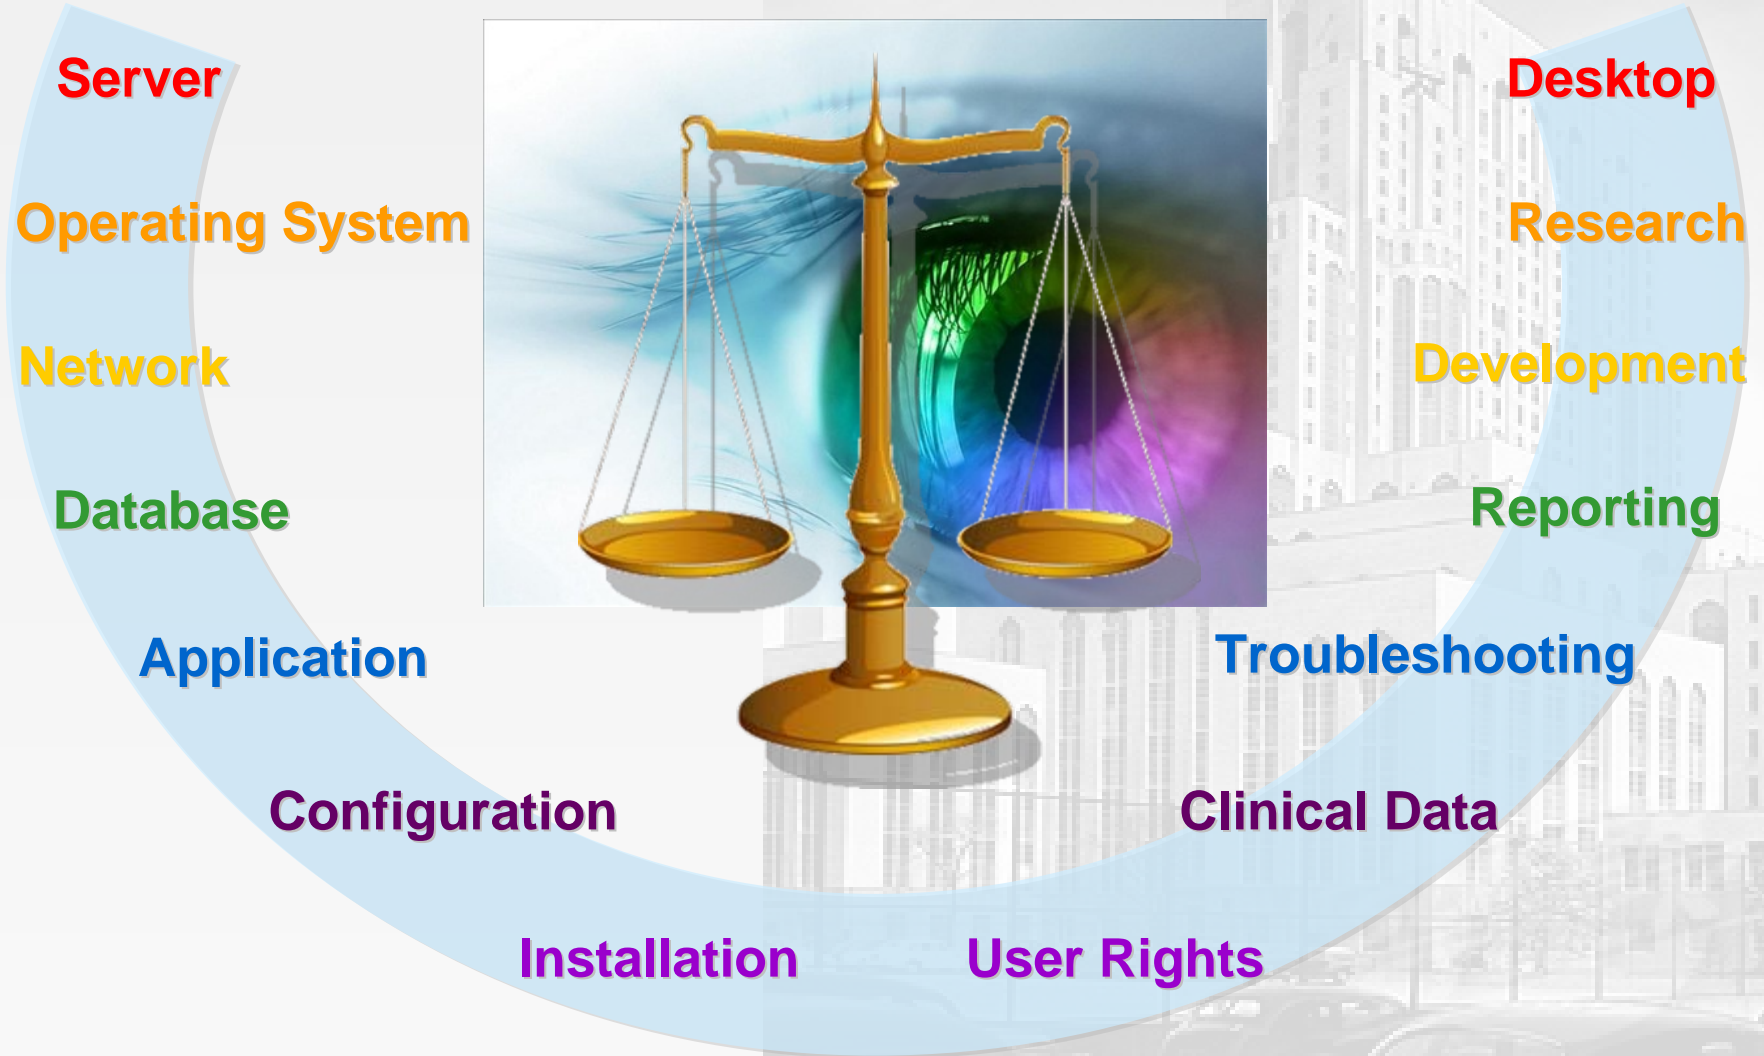 Server
Desktop
Operating System
Research
Network
Development
Database
Reporting
Application
Troubleshooting
Configuration
Clinical Data
Installation
User Rights